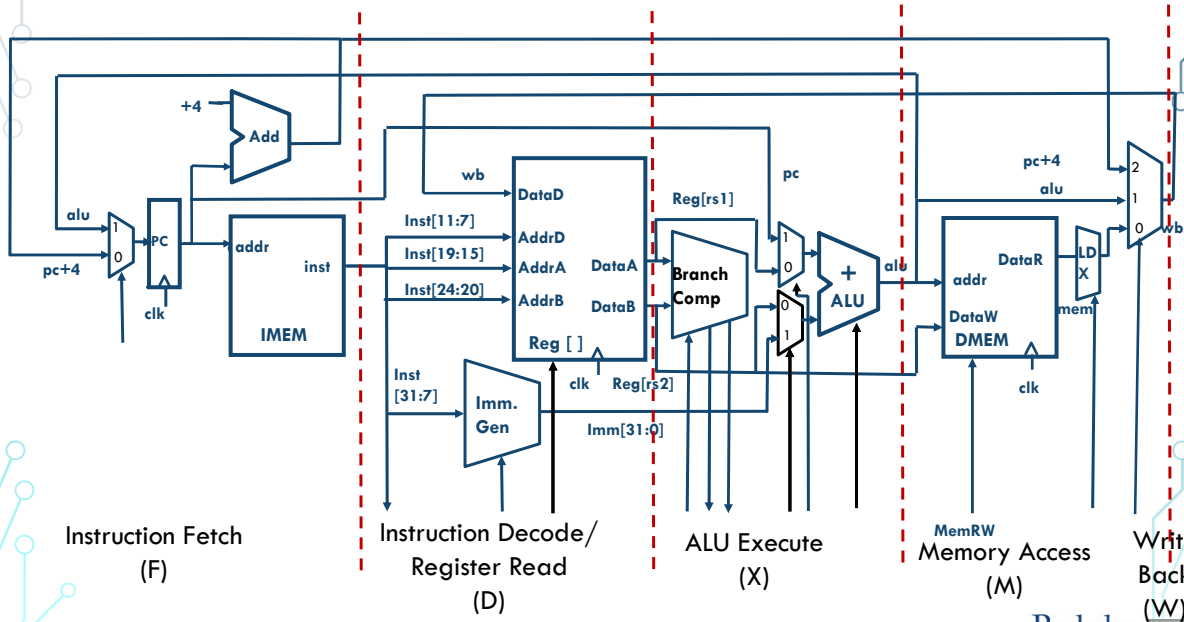 +4
Add
pc
pc+4
wb
DataD
alu
Reg[rs1]
alu
1
PC
0
pc+4
clk
addr
inst
IMEM
Inst[11:7]
AddrD
Inst[19:15]
AddrA
Inst[24:20]
AddrB
DataA
DataB
Reg [ ]
clk
Reg[rs2]
Branch
Comp
1
0
0
1
+
ALU
alu
2
1
0
wb
DataR
addr
DataW
DMEM
clk
LD
X
mem
Inst
[31:7]
Imm.
Gen
Imm[31:0]
MemRW
Instruction Fetch
(F)
Instruction Decode/
Register Read
(D)
ALU Execute
(X)
Memory Access
(M)
Writ
Back
(W)